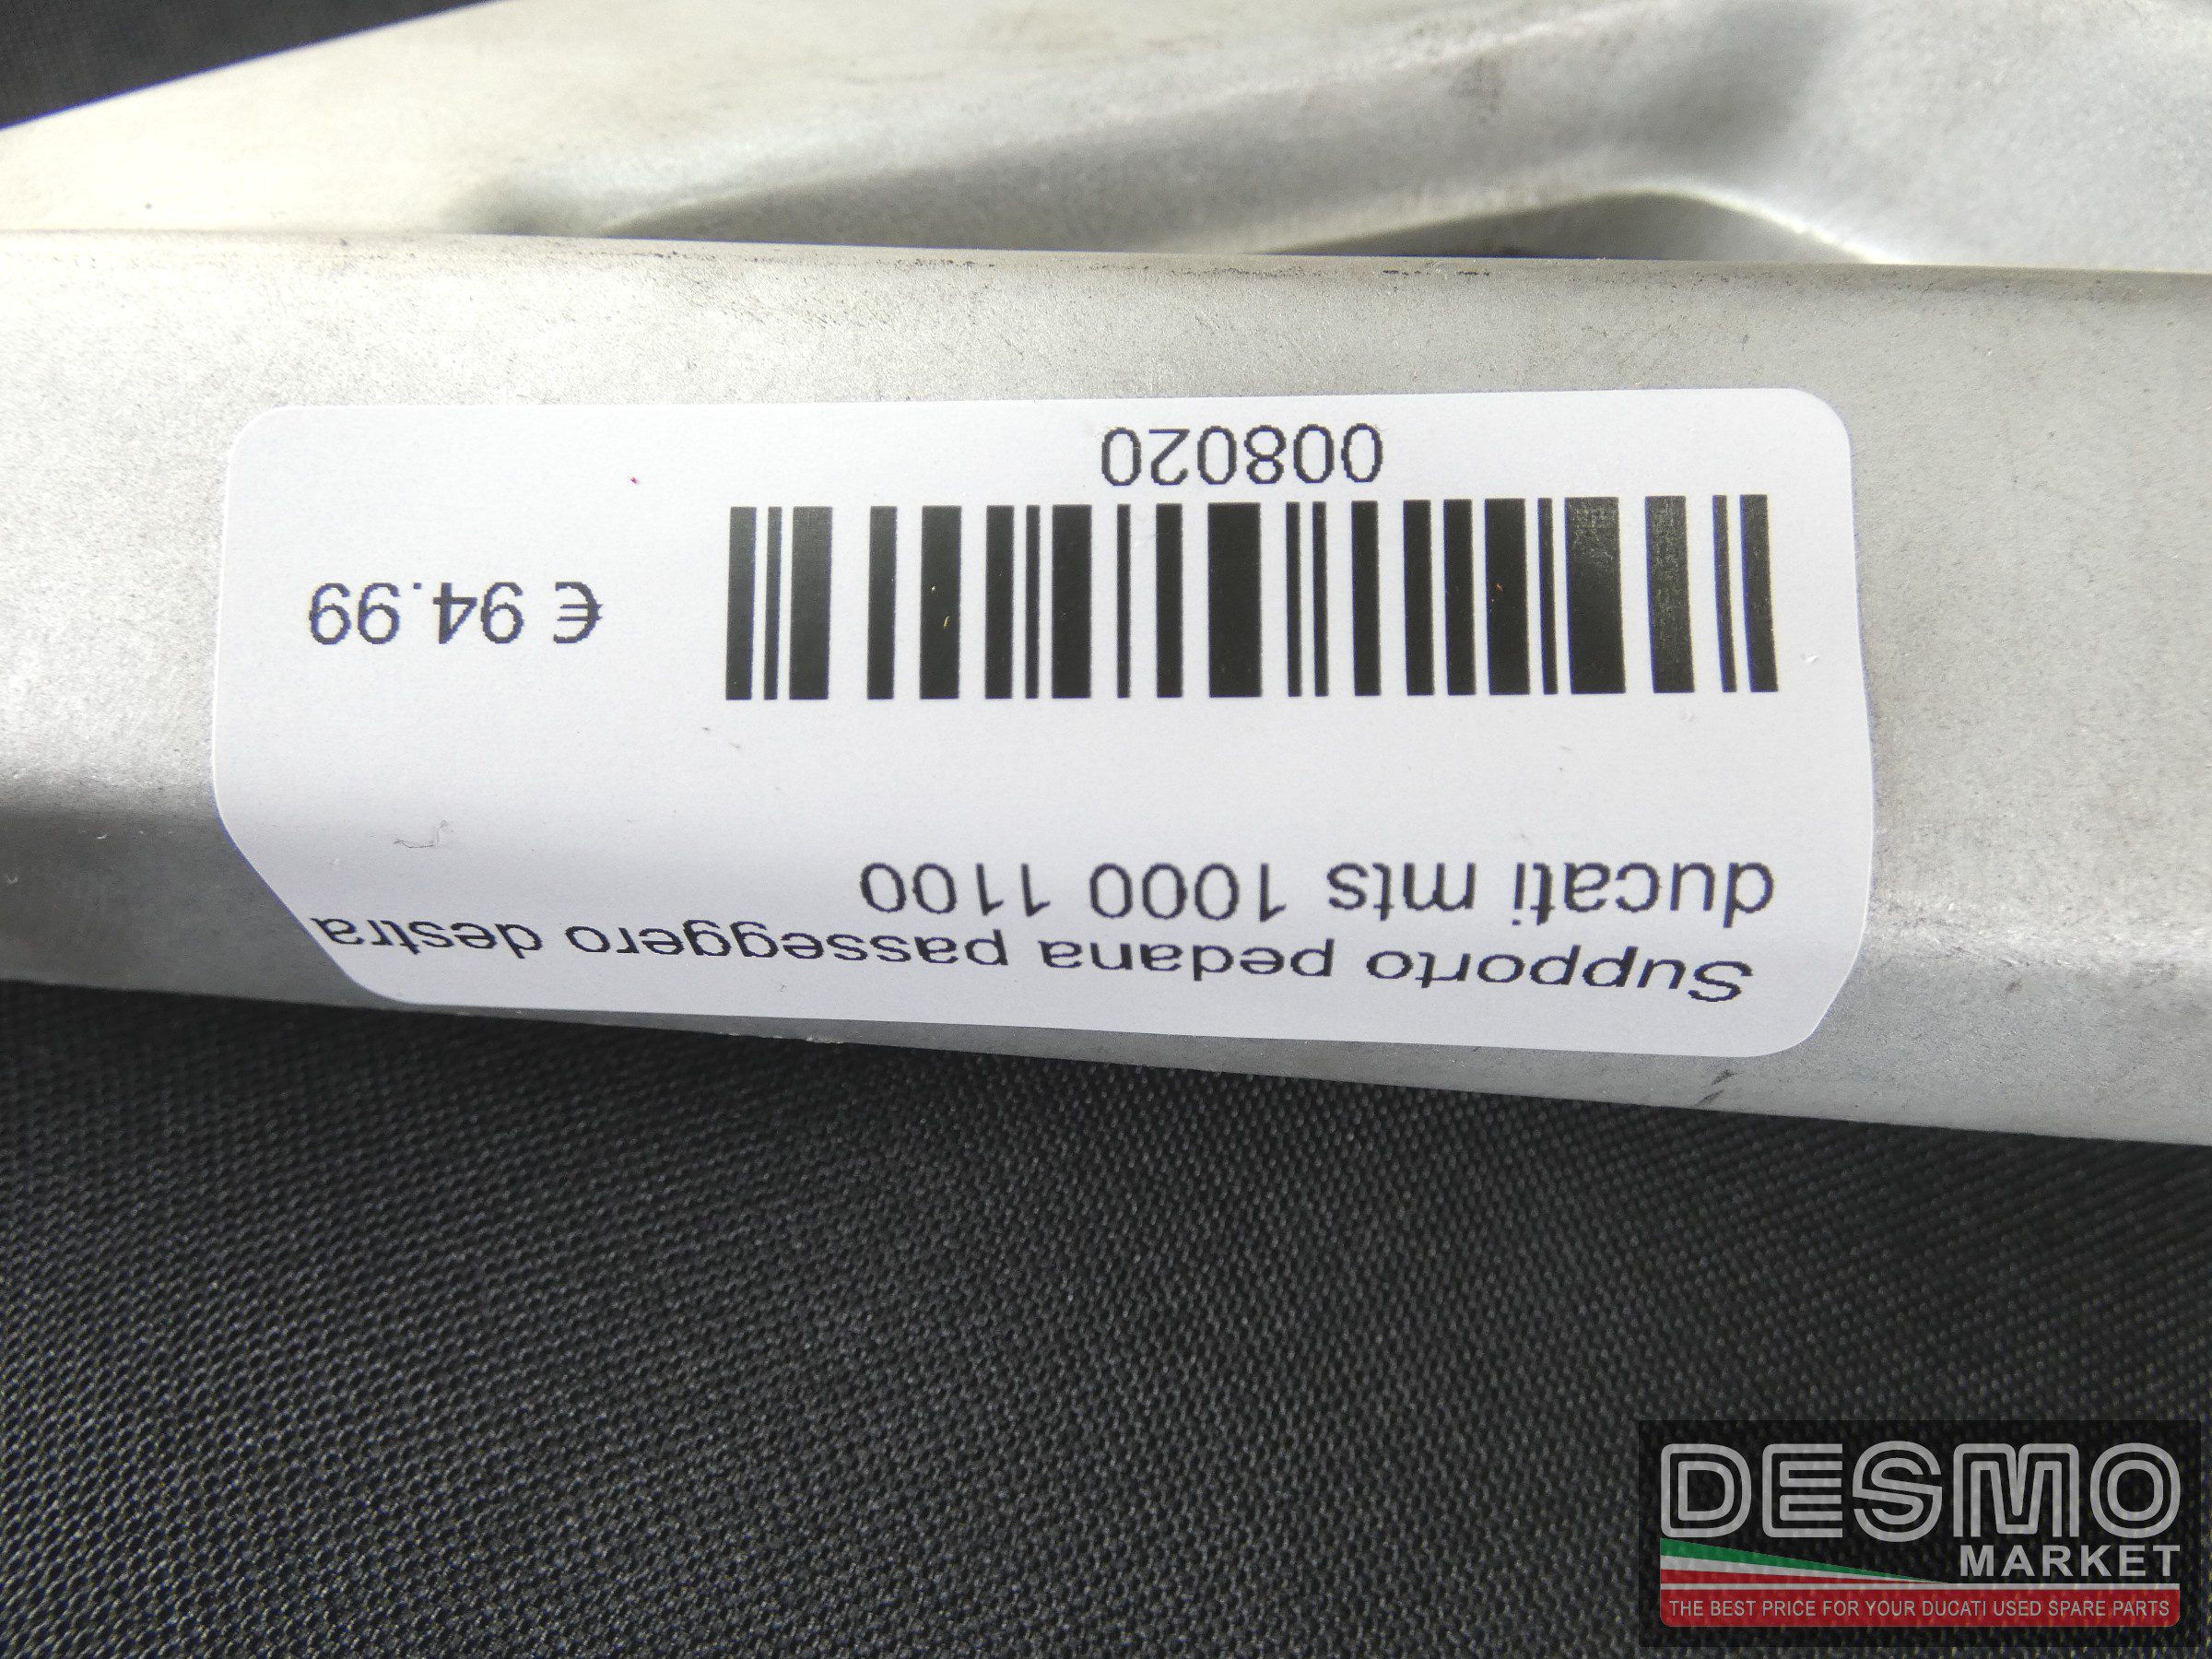 Supporto pedana passeggero destra
ducati mts 1000 1100
€ 94.99
008020
DESMO
MARKET
THE BEST PRICE FOR YOUR DUCATI USED SPARE PARTS